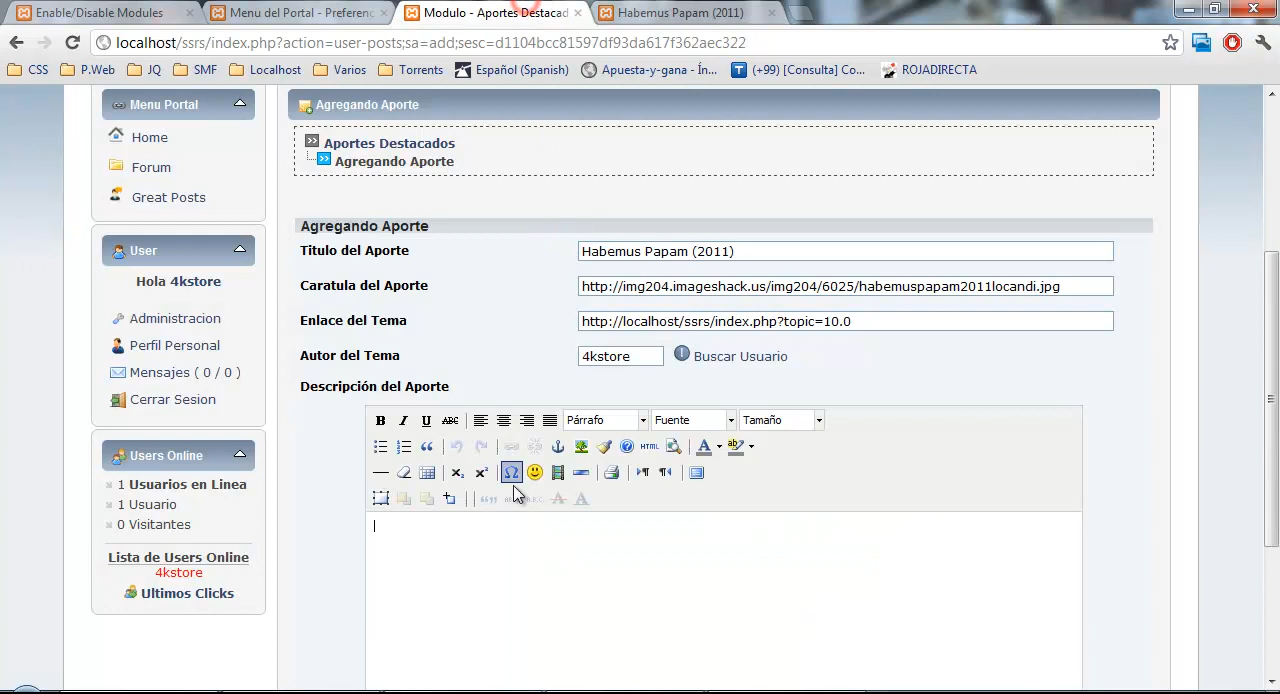 Enable/Disable Modules
Menu del Portal - Preferenc
Modulo - Aportes Destacad
Habemus Papam (2011)
localhost/ssrs/index.php?action=user-posts;sa=add;sesc=d1104bcc81597df93da617f362aec322
CSS P.Web JQ SMF Localhost Varios Torrents Español (Spanish) Apuesta-y-gana - Ín... (+99) [Consulta] Co... ROJADIRECTA
Menu Portal
Home
Forum
Great Posts
User
Hola 4kstore
Administracion
Perfil Personal
Mensajes ( 0 / 0 )
Cerrar Sesion
Users Online
1 Usuarios en Linea
1 Usuario
0 Visitantes
Lista de Users Online
4kstore
Ultimos Clicks
Agregando Aporte
Aportes Destacados
Agregando Aporte
Agregando Aporte
Titulo del Aporte Habemus Papam (2011)
Caratula del Aporte http://img204.imageshack.us/img204/6025/habemuspapam2011locandi.jpg
Enlace del Tema http://localhost/ssrs/index.php?topic=10.0
Autor del Tema 4kstore Buscar Usuario
Descripción del Aporte
B I U ABC Párrafo Fuente Tamaño
HTML A ab
x₂ x² Ω